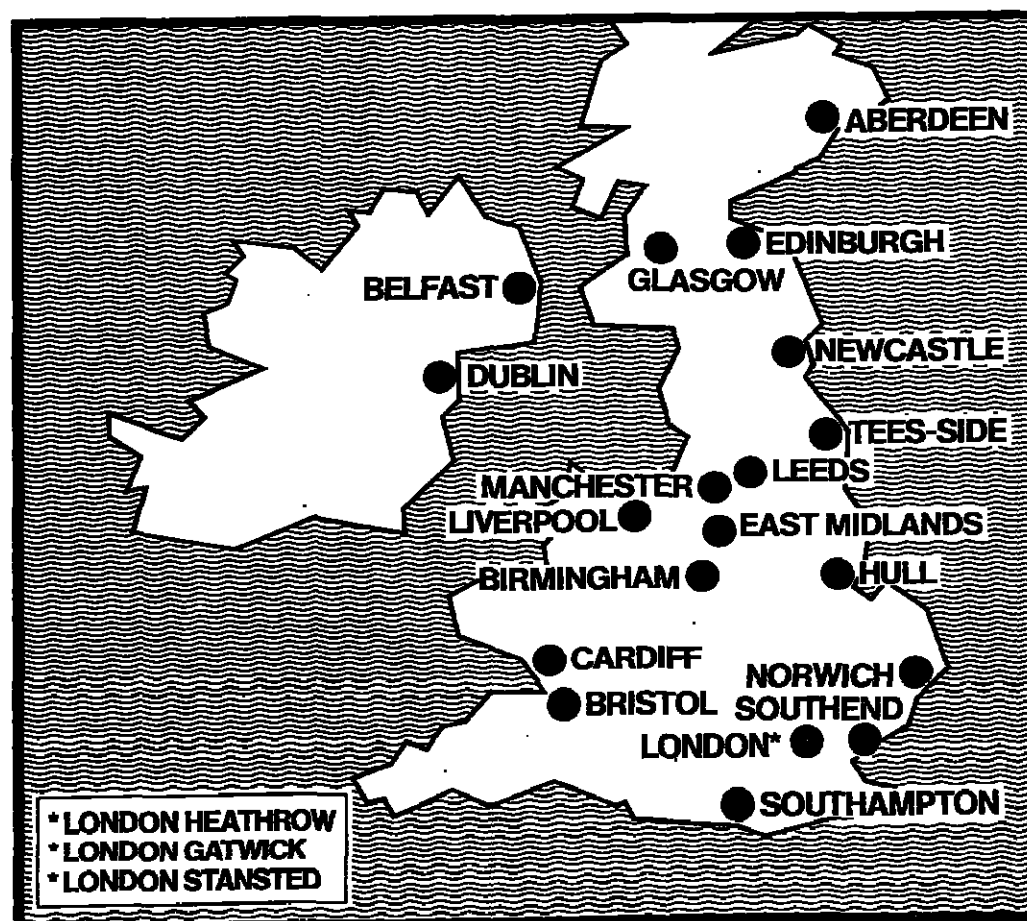 ABERDEEN
EDINBURGH
GLASGOW
BELFAST
NEWCASTLE
DUBLIN
TEES-SIDE
LEEDS
MANCHESTER
LIVERPOOL
EAST MIDLANDS
BIRMINGHAM
HULL
CARDIFF
NORWICH
BRISTOL
SOUTHEND
LONDON*
SOUTHAMPTON
*LONDON HEATHROW
*LONDON GATWICK
*LONDON STANSTED